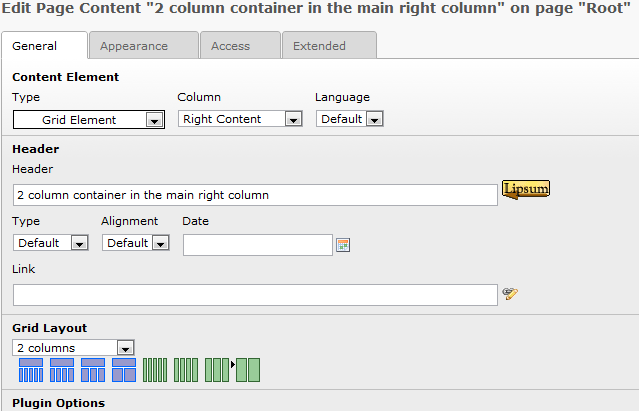 Edit Page Content "2 column container in the main right column" on page "Root"
General Appearance Access Extended
Content Element
Type Column Language
Grid Element Right Content Default
Header
Header
2 column container in the main right column Lipsum
Type Alignment Date
Default Default
Link
Grid Layout
2 columns
Plugin Options